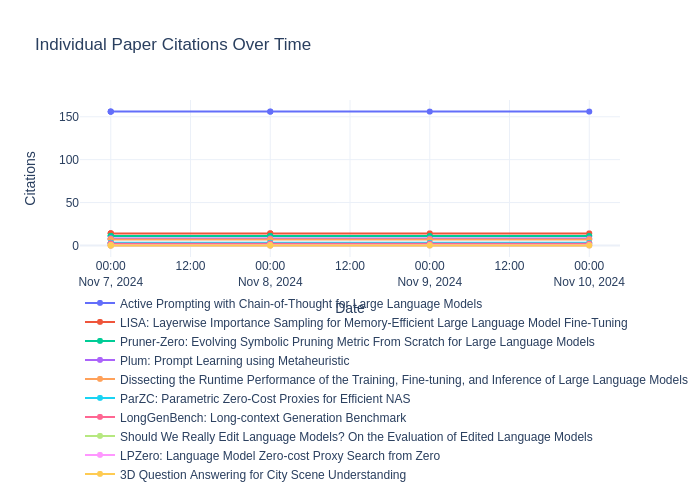 Individual Paper Citations Over Time
Citations
150
100
50
0
00:00 12:00 00:00 12:00 00:00 12:00 00:00
Nov 7, 2024 Nov 8, 2024 Nov 9, 2024 Nov 10, 2024
Date
Active Prompting with Chain-of-Thought for Large Language Models
LISA: Layerwise Importance Sampling for Memory-Efficient Large Language Model Fine-Tuning
Pruner-Zero: Evolving Symbolic Pruning Metric From Scratch for Large Language Models
Plum: Prompt Learning using Metaheuristic
Dissecting the Runtime Performance of the Training, Fine-tuning, and Inference of Large Language Models
ParZC: Parametric Zero-Cost Proxies for Efficient NAS
LongGenBench: Long-context Generation Benchmark
Should We Really Edit Language Models? On the Evaluation of Edited Language Models
LPZero: Language Model Zero-cost Proxy Search from Zero
3D Question Answering for City Scene Understanding